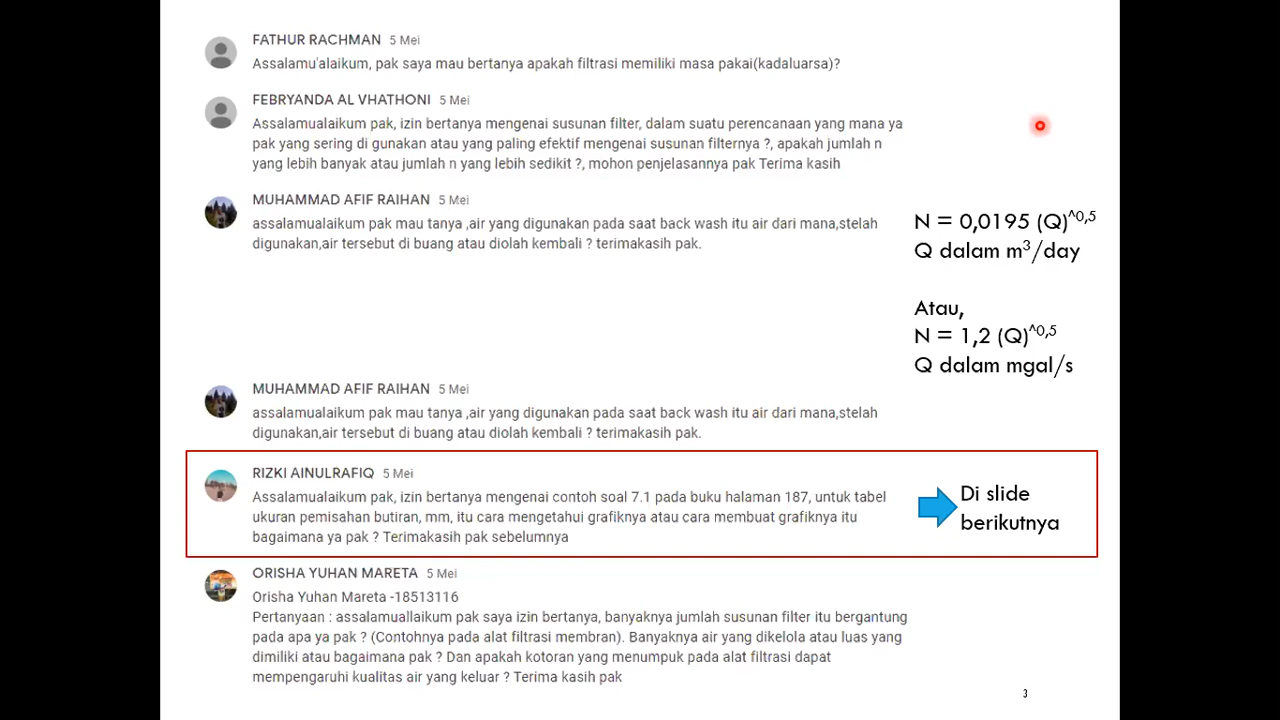 FATHUR RACHMAN 5 Mei
Assalamu'alaikum, pak saya mau bertanya apakah filtrasi memiliki masa pakai(kadaluarsa)?
FEBRYANDA AL VHATHONI 5 Mei
Assalamualaikum pak, izin bertanya mengenai susunan filter, dalam suatu perencanaan yang mana ya
pak yang sering di gunakan atau yang paling efektif mengenai susunan filternya ?, apakah jumlah n
yang lebih banyak atau jumlah n yang lebih sedikit ?, mohon penjelasannya pak Terima kasih
MUHAMMAD AFIF RAIHAN 5 Mei
assalamualaikum pak mau tanya ,air yang digunakan pada saat back wash itu air dari mana,stelah
digunakan,air tersebut di buang atau diolah kembali ? terimakasih pak.
N = 0,0195 (Q)^0,5
Q dalam m³/day
Atau,
N = 1,2 (Q)^0,5
Q dalam mgal/s
MUHAMMAD AFIF RAIHAN 5 Mei
assalamualaikum pak mau tanya ,air yang digunakan pada saat back wash itu air dari mana,stelah
digunakan,air tersebut di buang atau diolah kembali ? terimakasih pak.
RIZKI AINULRAFIQ 5 Mei
Assalamualaikum pak, izin bertanya mengenai contoh soal 7.1 pada buku halaman 187, untuk tabel
ukuran pemisahan butiran, mm, itu cara mengetahui grafiknya atau cara membuat grafiknya itu
bagaimana ya pak ? Terimakasih pak sebelumnya
Di slide
berikutnya
ORISHA YUHAN MARETA 5 Mei
Orisha Yuhan Mareta -18513116
Pertanyaan : assalamuallaikum pak saya izin bertanya, banyaknya jumlah susunan filter itu bergantung
pada apa ya pak ? (Contohnya pada alat filtrasi membran). Banyaknya air yang dikelola atau luas yang
dimiliki atau bagaimana pak ? Dan apakah kotoran yang menumpuk pada alat filtrasi dapat
mempengaruhi kualitas air yang keluar ? Terima kasih pak
3